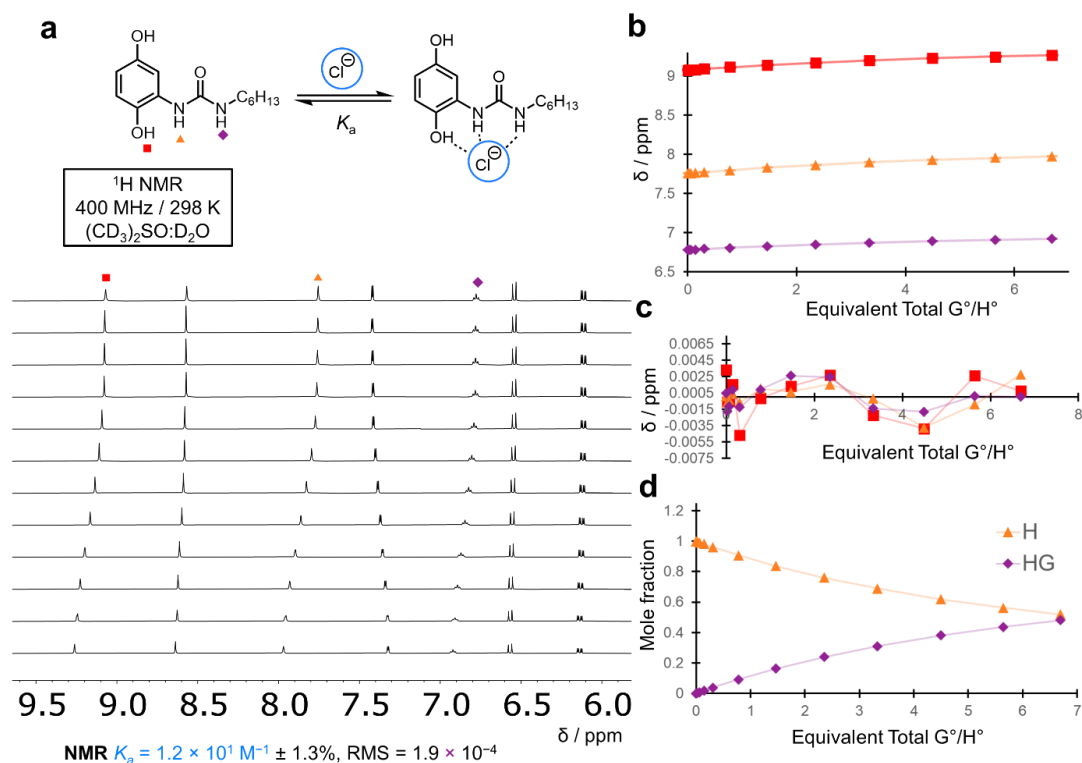 a
OH
O
N
H
N
H
C₆H₁₃
OH
Cl⊖
Kₐ
OH
O
N
H
N
H
C₆H₁₃
OH
Cl⊖
¹H NMR
400 MHz / 298 K
(CD₃)₂SO:D₂O
9.5 9.0 8.5 8.0 7.5 7.0 6.5 6.0
δ / ppm
NMR Kₐ = 1.2 × 10¹ M⁻¹ ± 1.3%, RMS = 1.9 × 10⁻⁴
b
δ / ppm
9
8
7.5
7
6.5
0 2 4 6
Equivalent Total G°/H°
c
δ / ppm
0.0065
0.0045
0.0025
0.0005
-0.0015
-0.0035
-0.0055
-0.0075
0 2 4 6 8
Equivalent Total G°/H°
d
Mole fraction
1.2
1
0.8
0.6
0.4
0.2
0
H
HG
0 1 2 3 4 5 6 7
Equivalent Total G°/H°